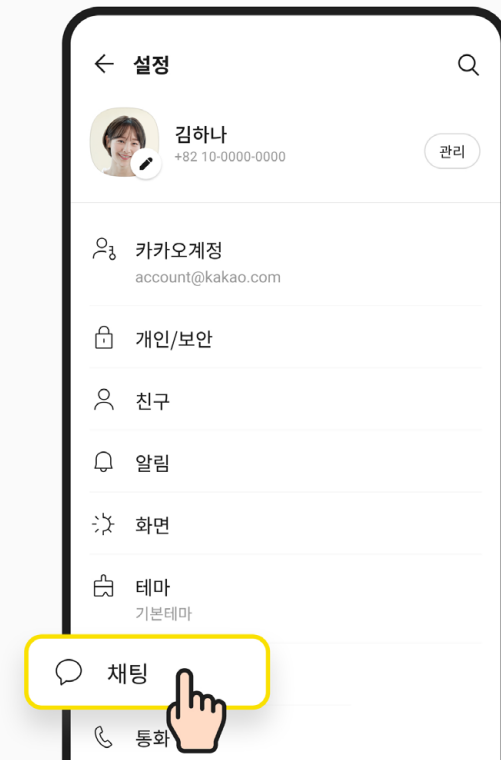 설정
김하나
+82 10-0000-0000
관리
카카오계정
account@kakao.com
개인/보안
친구
알림
화면
테마
기본테마
채팅
통화